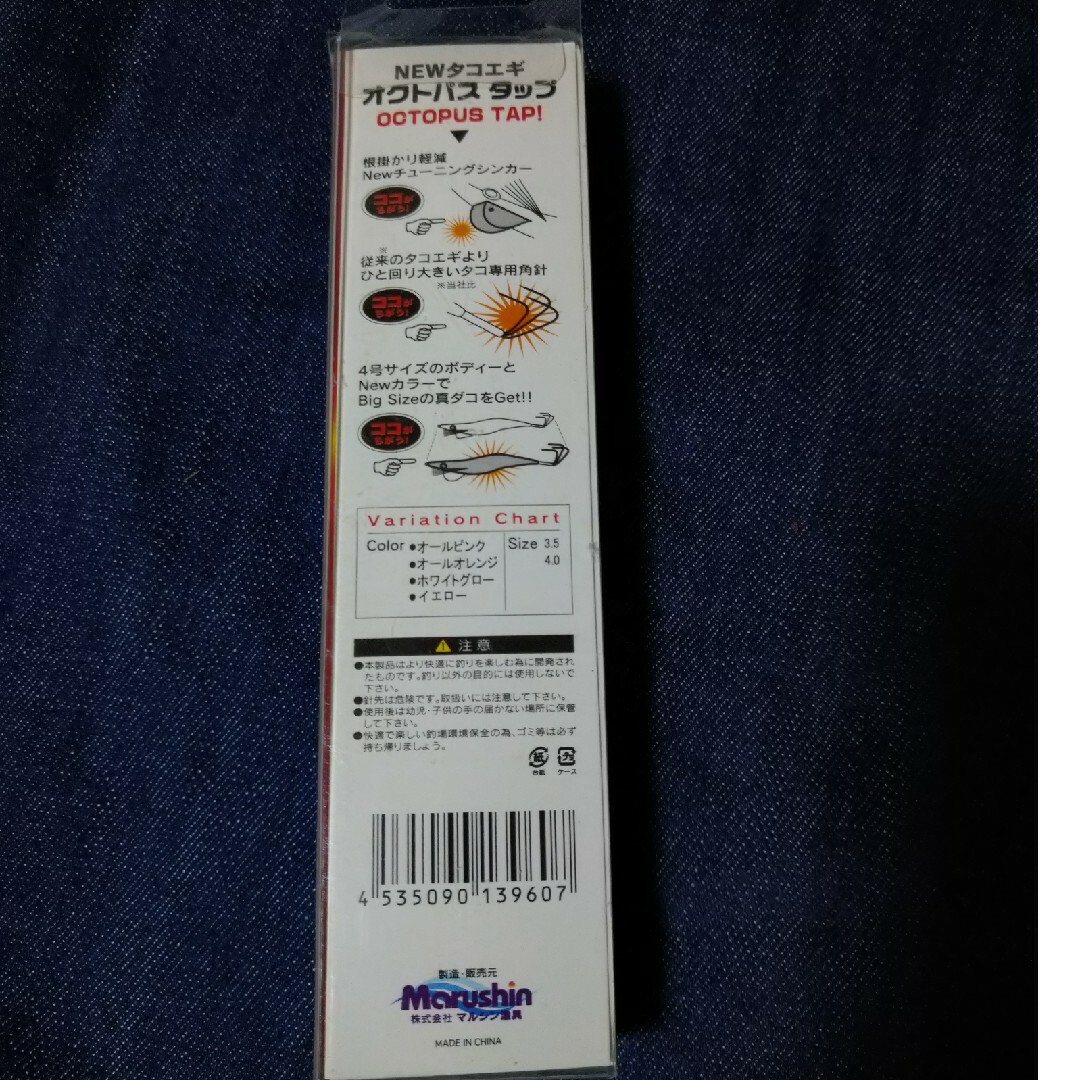 NEWタコエギ
オクトパス タップ
OCTOPUS TAP!
根掛かり軽減
Newチューニングシンカー
ココが
ちがう!
※
従来のタコエギより
ひと回り大きいタコ専用角針
※当社比
ココが
ちがう!
4号サイズのボディーと
Newカラーで
Big Sizeの真ダコをGet!!
ココが
ちがう!
Variation Chart
Color ●オールピンク Size 3.5
●オールオレンジ 4.0
●ホワイトグロー
●イエロー
注意
●本製品はより快適に釣りを楽しむ為に開発され
たものです。釣り以外の目的には使用しないで
下さい。
●針先は危険です。取扱いには注意して下さい。
●使用後は幼児・子供の手の届かない場所に保管
して下さい。
●快適で楽しい釣場環境保全の為、ゴミ等は必ず
持ち帰りましょう。
紙 プラ
台紙 ケース
4 535090 139607
製造・販売元
Marushin
株式会社 マルシン漁具
MADE IN CHINA